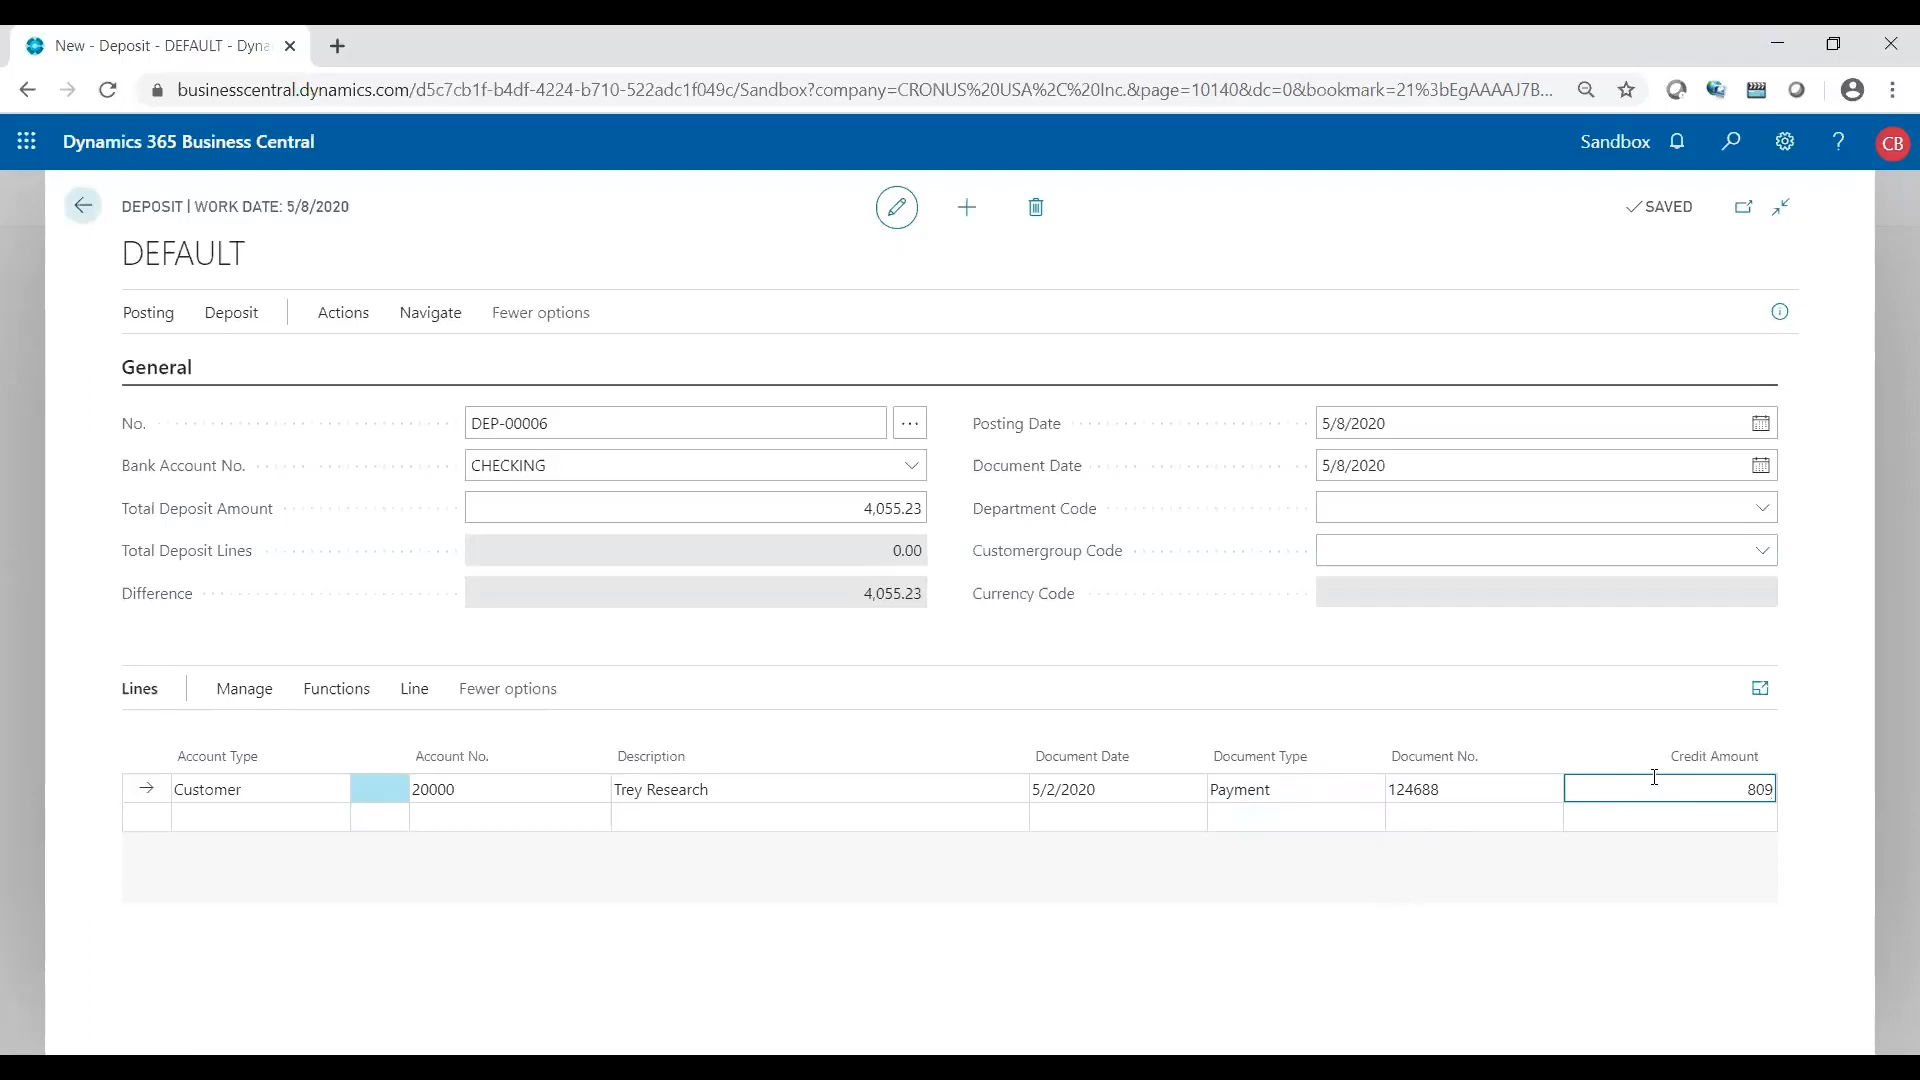 New - Deposit - DEFAULT - Dyna
businesscentral.dynamics.com/d5c7cb1f-b4df-4224-b710-522adc1f049c/Sandbox?company=CRONUS%20USA%2C%20Inc.&page=10140&dc=0&bookmark=21%3bEgAAAAJ7B...
Dynamics 365 Business Central
Sandbox
?
CB
DEPOSIT | WORK DATE: 5/8/2020
SAVED
DEFAULT
Posting Deposit Actions Navigate Fewer options
General
No. DEP-00006 Posting Date 5/8/2020
Bank Account No. CHECKING Document Date 5/8/2020
Total Deposit Amount 4,055.23 Department Code
Total Deposit Lines 0.00 Customergroup Code
Difference 4,055.23 Currency Code
Lines Manage Functions Line Fewer options
Account Type Account No. Description Document Date Document Type Document No. Credit Amount
Customer 20000 Trey Research 5/2/2020 Payment 124688 809